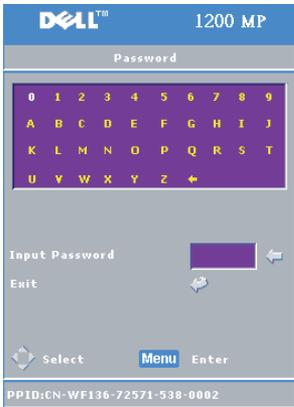 DELL™ 1200 MP
Password
0 1 2 3 4 5 6 7 8 9
A B C D E F G H I J
K L M N O P Q R S T
U V W X Y Z ←
Input Password
Exit
Select Menu Enter
PPID:CN-WF136-72571-538-0002